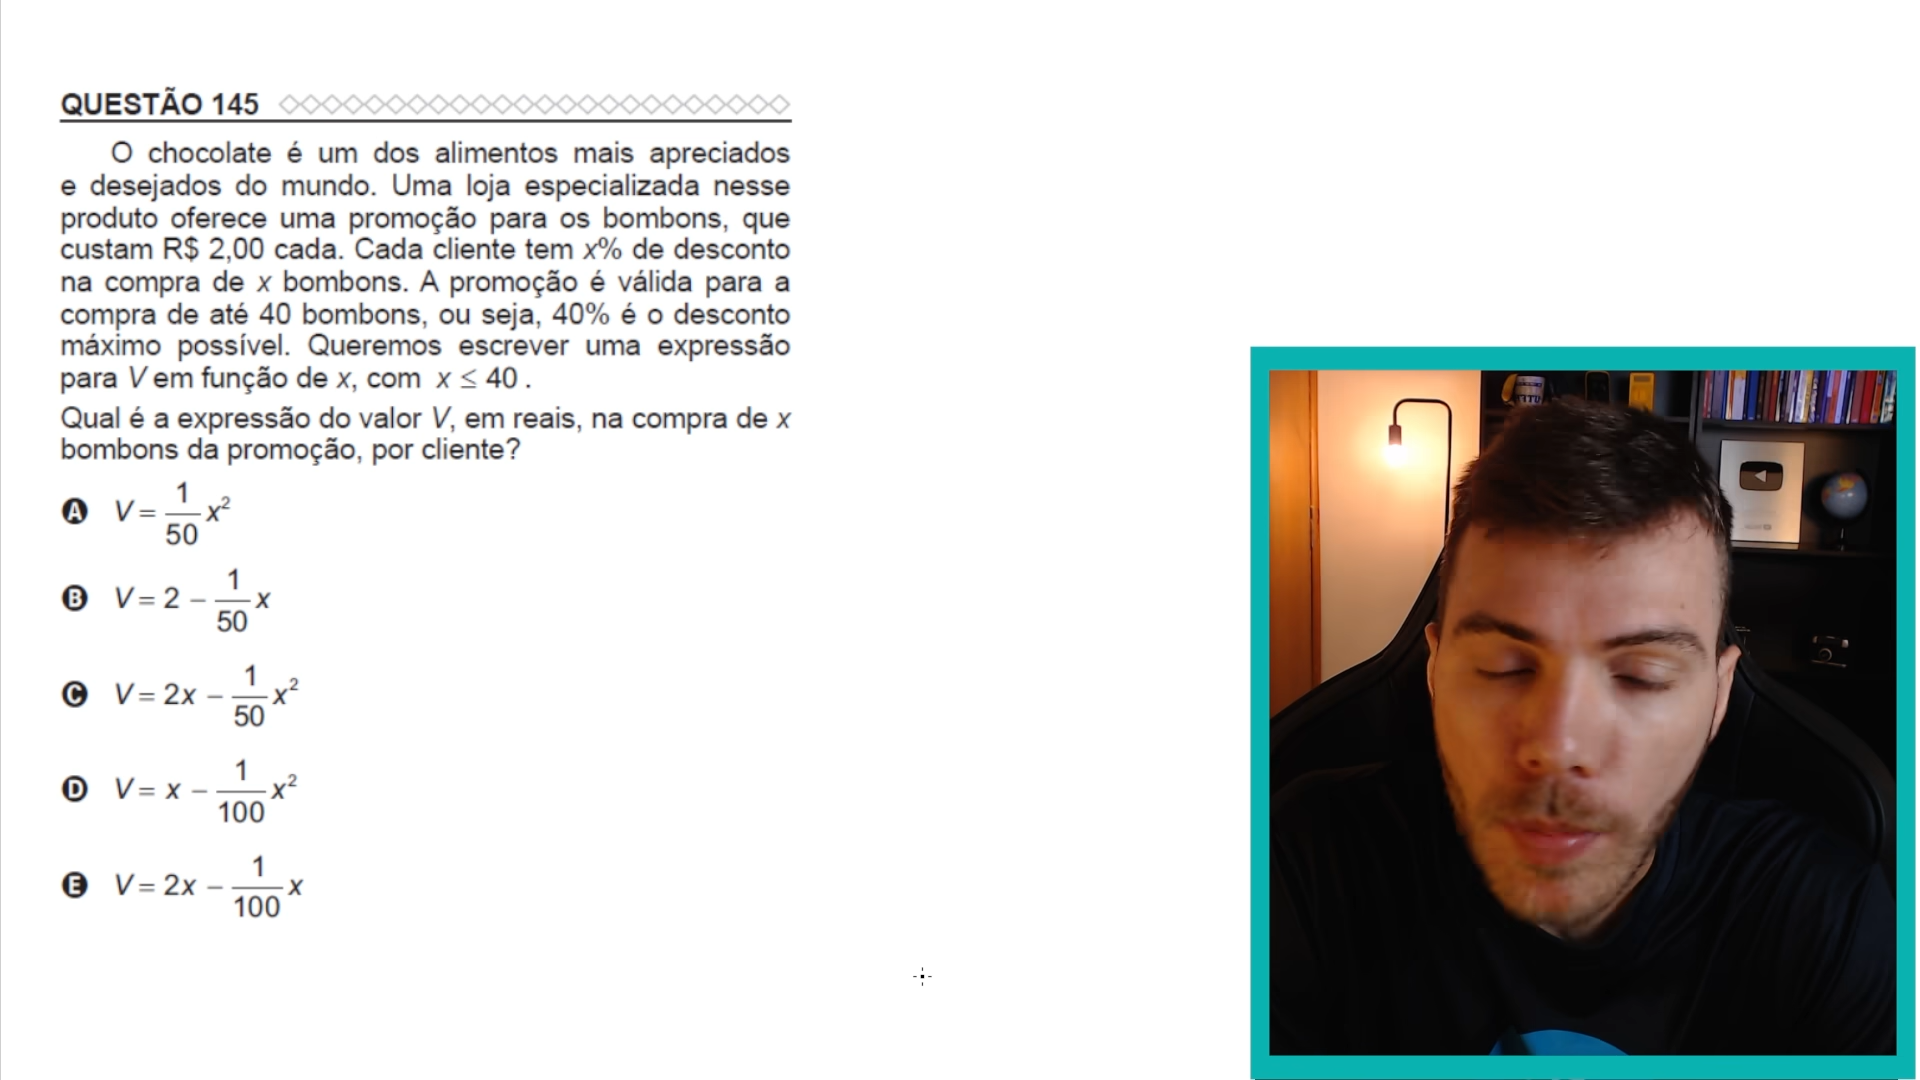 QUESTÃO 145
O chocolate é um dos alimentos mais apreciados
e desejados do mundo. Uma loja especializada nesse
produto oferece uma promoção para os bombons, que
custam R$ 2,00 cada. Cada cliente tem x% de desconto
na compra de x bombons. A promoção é válida para a
compra de até 40 bombons, ou seja, 40% é o desconto
máximo possível. Queremos escrever uma expressão
para V em função de x, com x ≤ 40 .
Qual é a expressão do valor V, em reais, na compra de x
bombons da promoção, por cliente?
A V = 1/50 x²
B V = 2 – 1/50 x
C V = 2x – 1/50 x²
D V = x – 1/100 x²
E V = 2x – 1/100 x